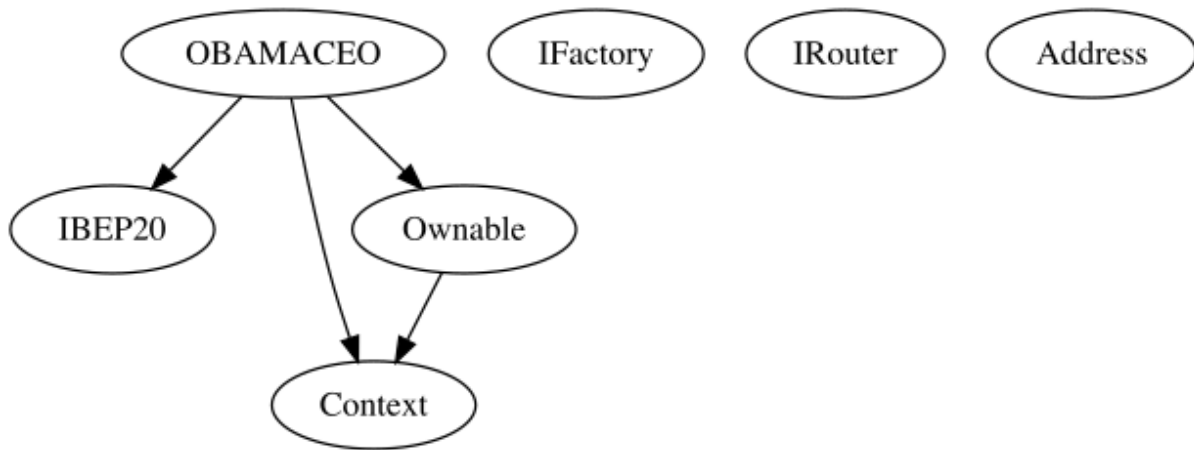 OBAMACEO
IFactory
IRouter
Address
IBEP20
Ownable
Context